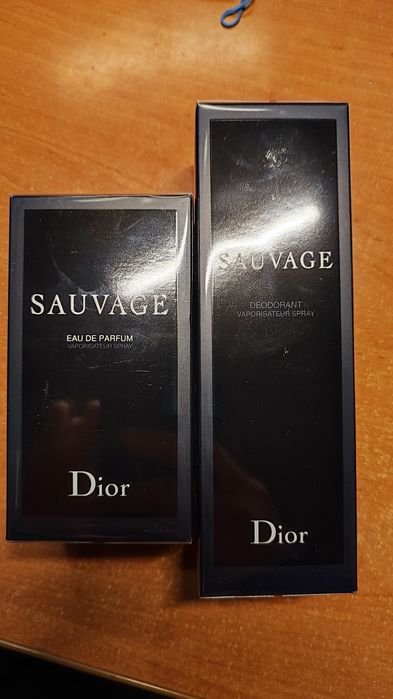 SAUVAGE
EAU DE PARFUM
VAPORISATEUR SPRAY
Dior
SAUVAGE
DEODORANT
VAPORISATEUR SPRAY
Dior